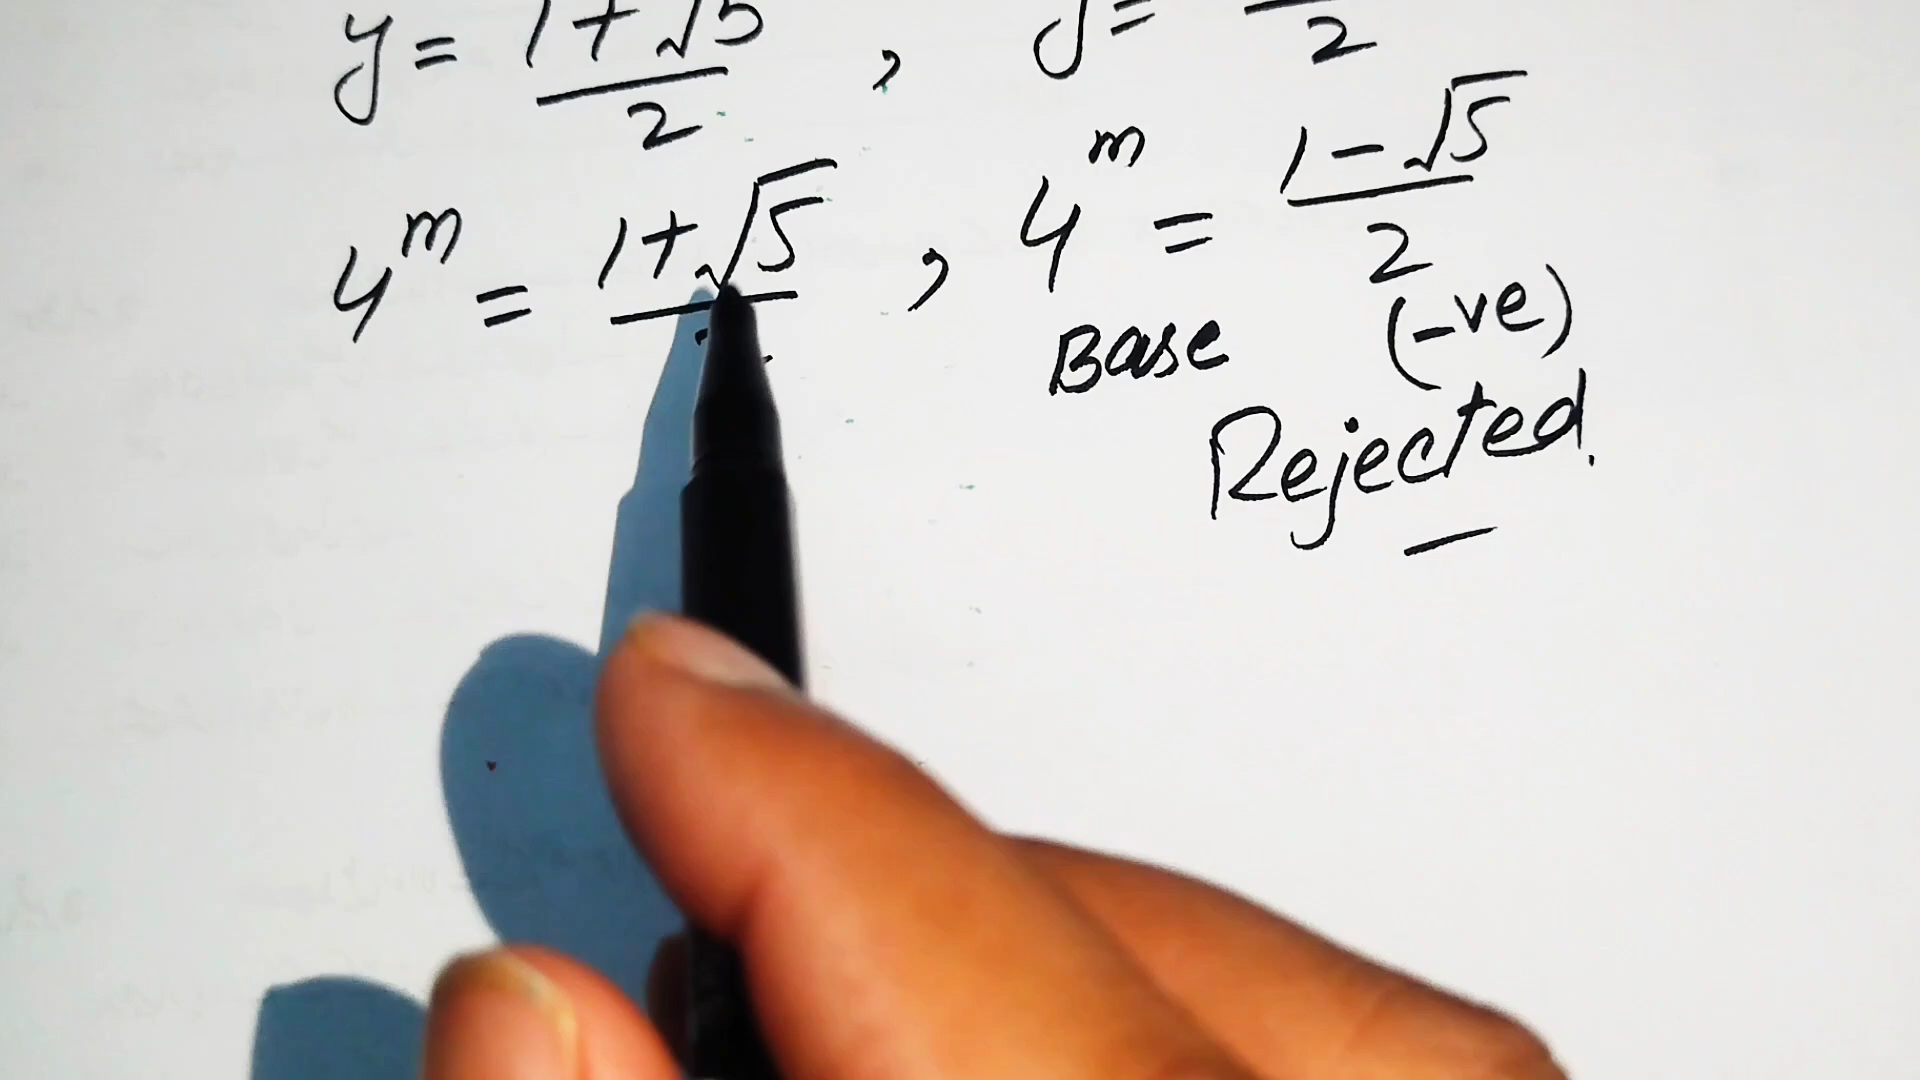 y = 1+√5/2 , y = /2
4^m = 1+√5/ , 4^m = 1-√5/2
Base (-ve)
Rejected.